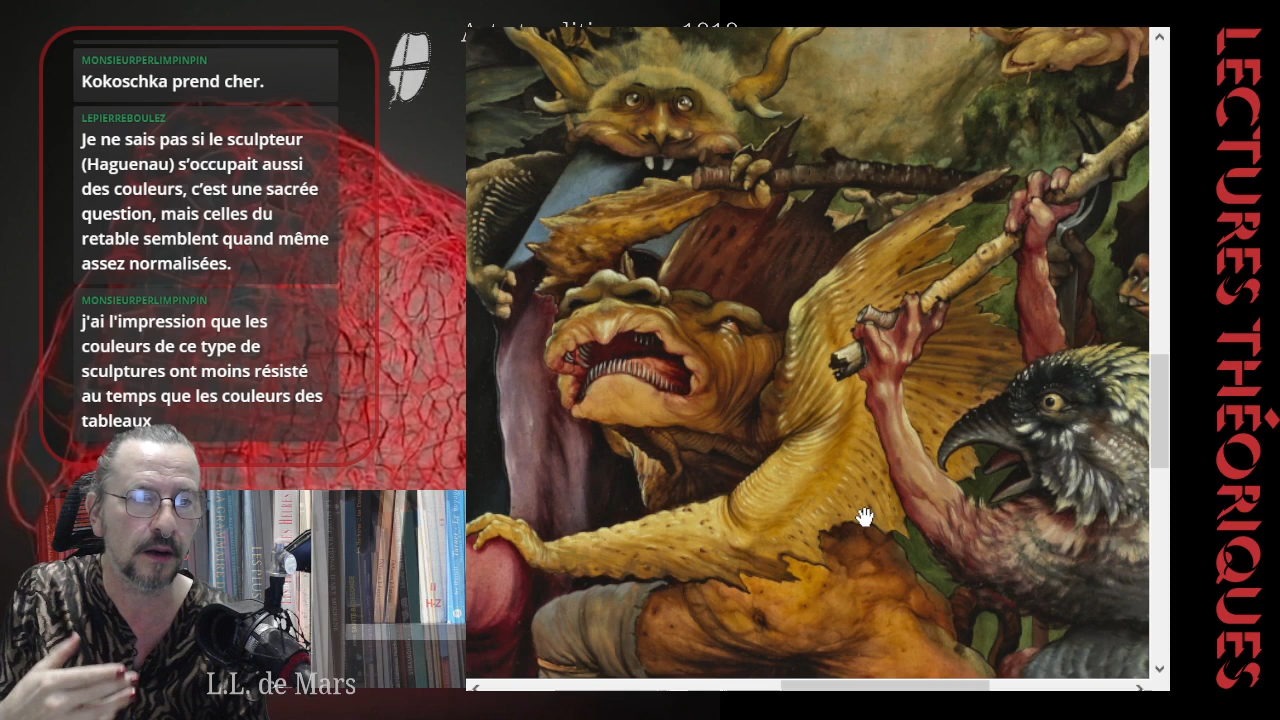 MONSIEURPERLIMPINPIN
Kokoschka prend cher.
LEPIERREBOULEZ
Je ne sais pas si le sculpteur
(Haguenau) s’occupait aussi
des couleurs, c’est une sacrée
question, mais celles du
retable semblent quand même
assez normalisées.
MONSIEURPERLIMPINPIN
j'ai l'impression que les
couleurs de ce type de
sculptures ont moins résisté
au temps que les couleurs des
tableaux
L.L. de Mars
H-Z
LECTURES THÉORIQUES